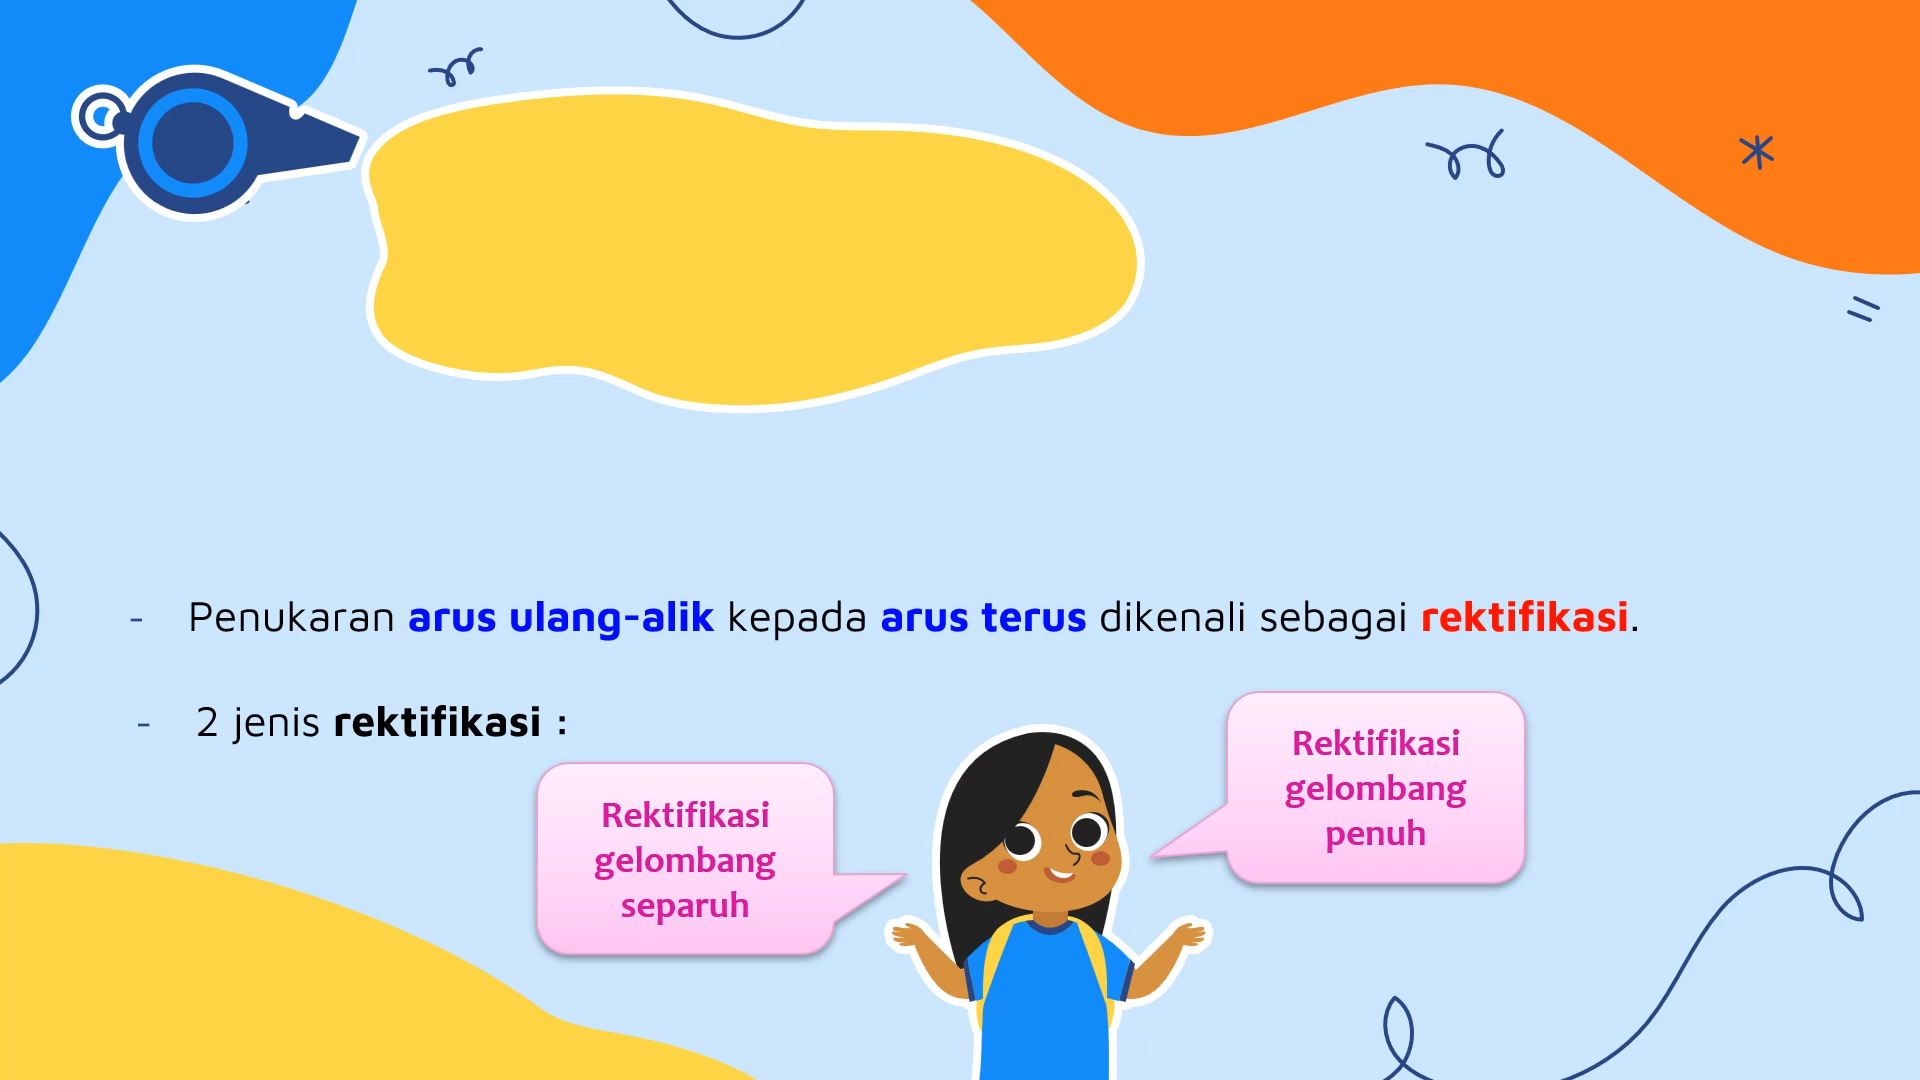 - Penukaran arus ulang-alik kepada arus terus dikenali sebagai rektifikasi.
- 2 jenis rektifikasi :
Rektifikasi
gelombang
separuh
Rektifikasi
gelombang
penuh